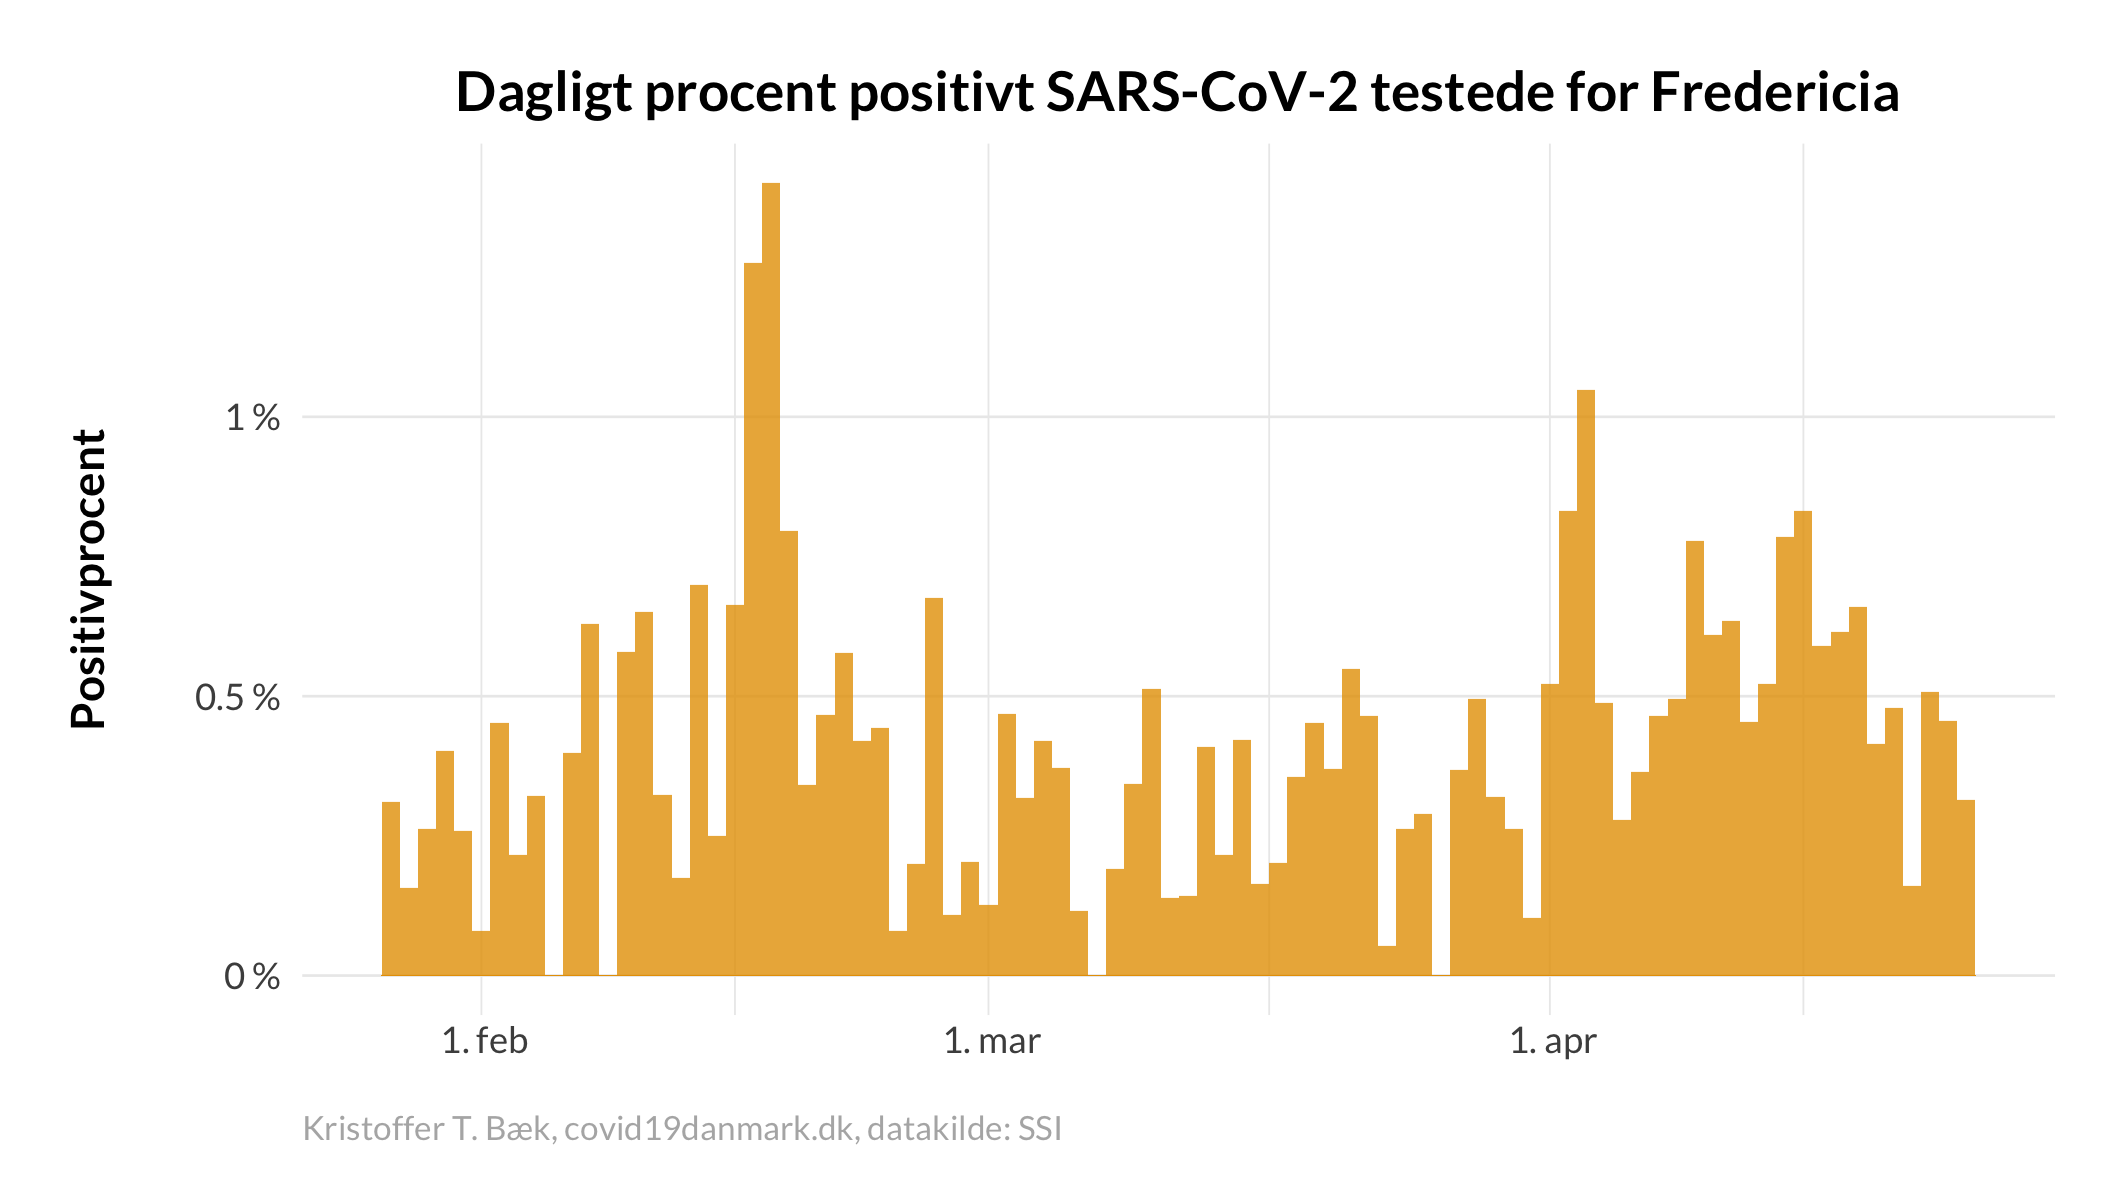 Dagligt procent positivt SARS-CoV-2 testede for Fredericia
Positivprocent
1 %
0.5 %
0 %
1. feb
1. mar
1. apr
Kristoffer T. Bæk, covid19danmark.dk, datakilde: SSI